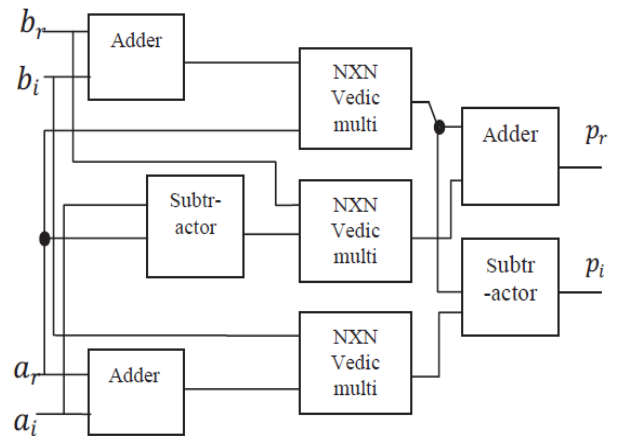 b_r
Adder
b_i
NXN
Vedic
multi
Adder
p_r
Subtr-
actor
NXN
Vedic
multi
Subtr
-actor
p_i
NXN
Vedic
multi
a_r
Adder
a_i